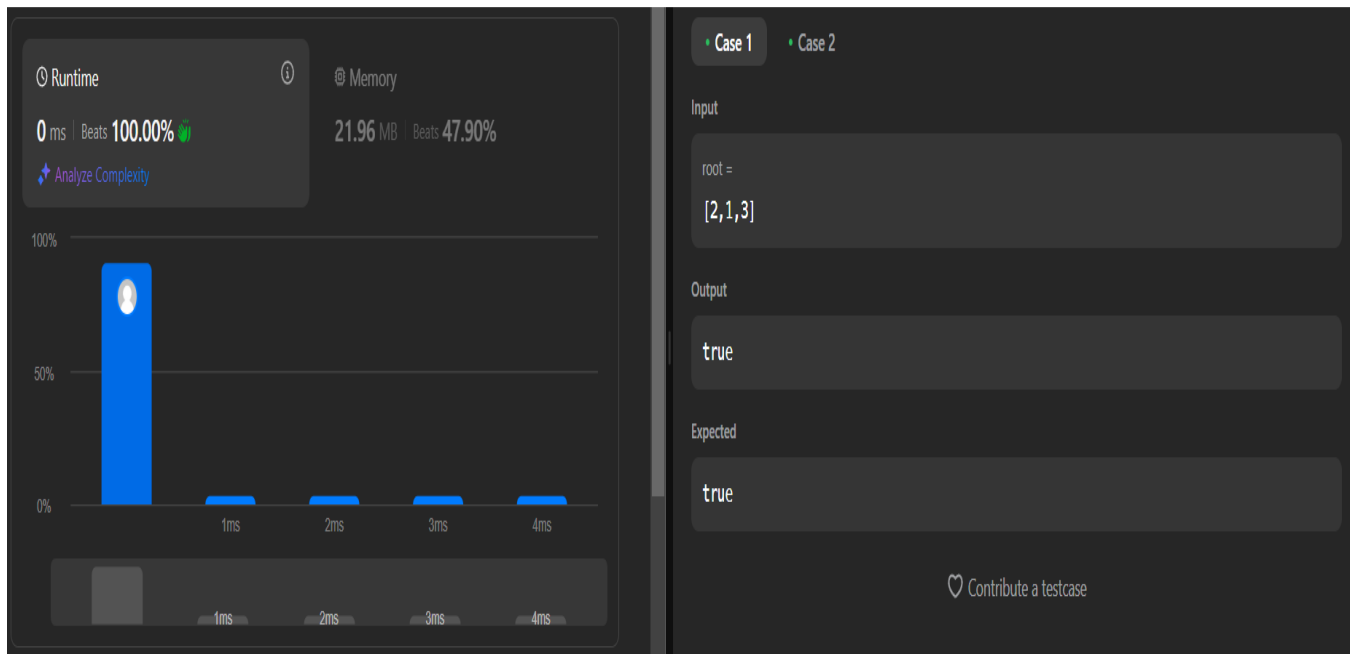 Runtime
0 ms | Beats 100.00%
Analyze Complexity
Memory
21.96 MB | Beats 47.90%
100%
50%
0%
1ms 2ms 3ms 4ms
1ms 2ms 3ms 4ms
Case 1 Case 2
Input
root =
[2,1,3]
Output
true
Expected
true
Contribute a testcase